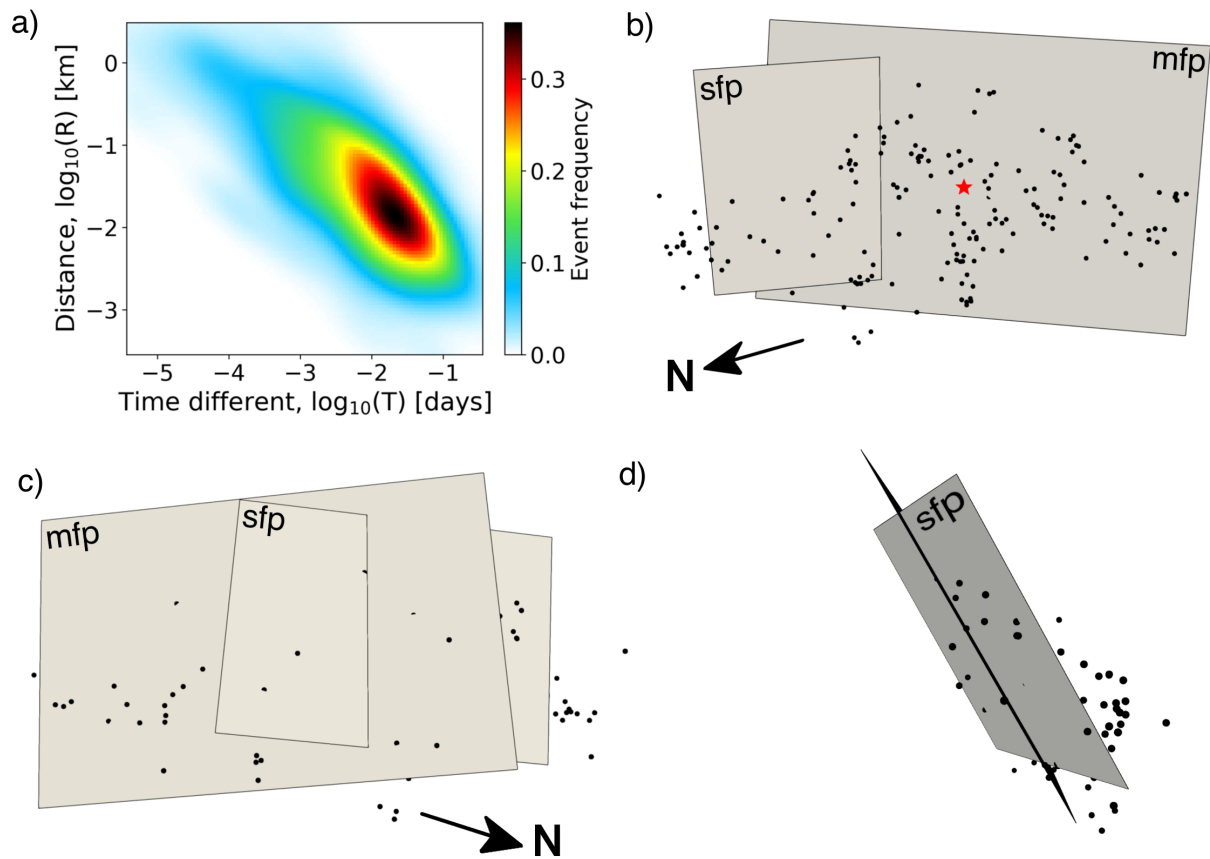 a)
0
−1
−2
−3
Distance, log₁₀(R) [km]
−5 −4 −3 −2 −1
Time different, log₁₀(T) [days]
0.3
0.2
0.1
0.0
Event frequency
b)
sfp
mfp
N
c)
mfp
sfp
N
d)
sfp